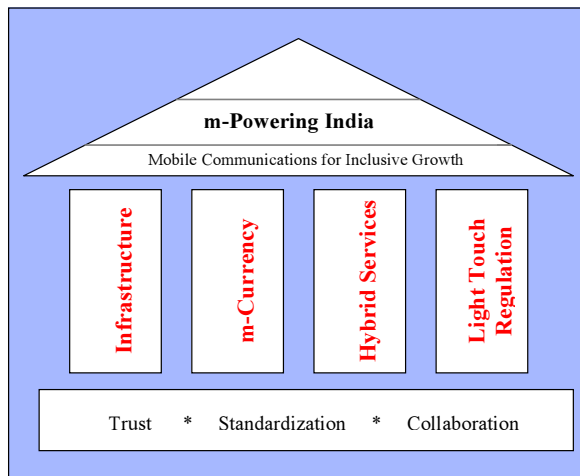 m-Powering India
Mobile Communications for Inclusive Growth
Infrastructure
m-Currency
Hybrid Services
Light Touch
Regulation
Trust * Standardization * Collaboration